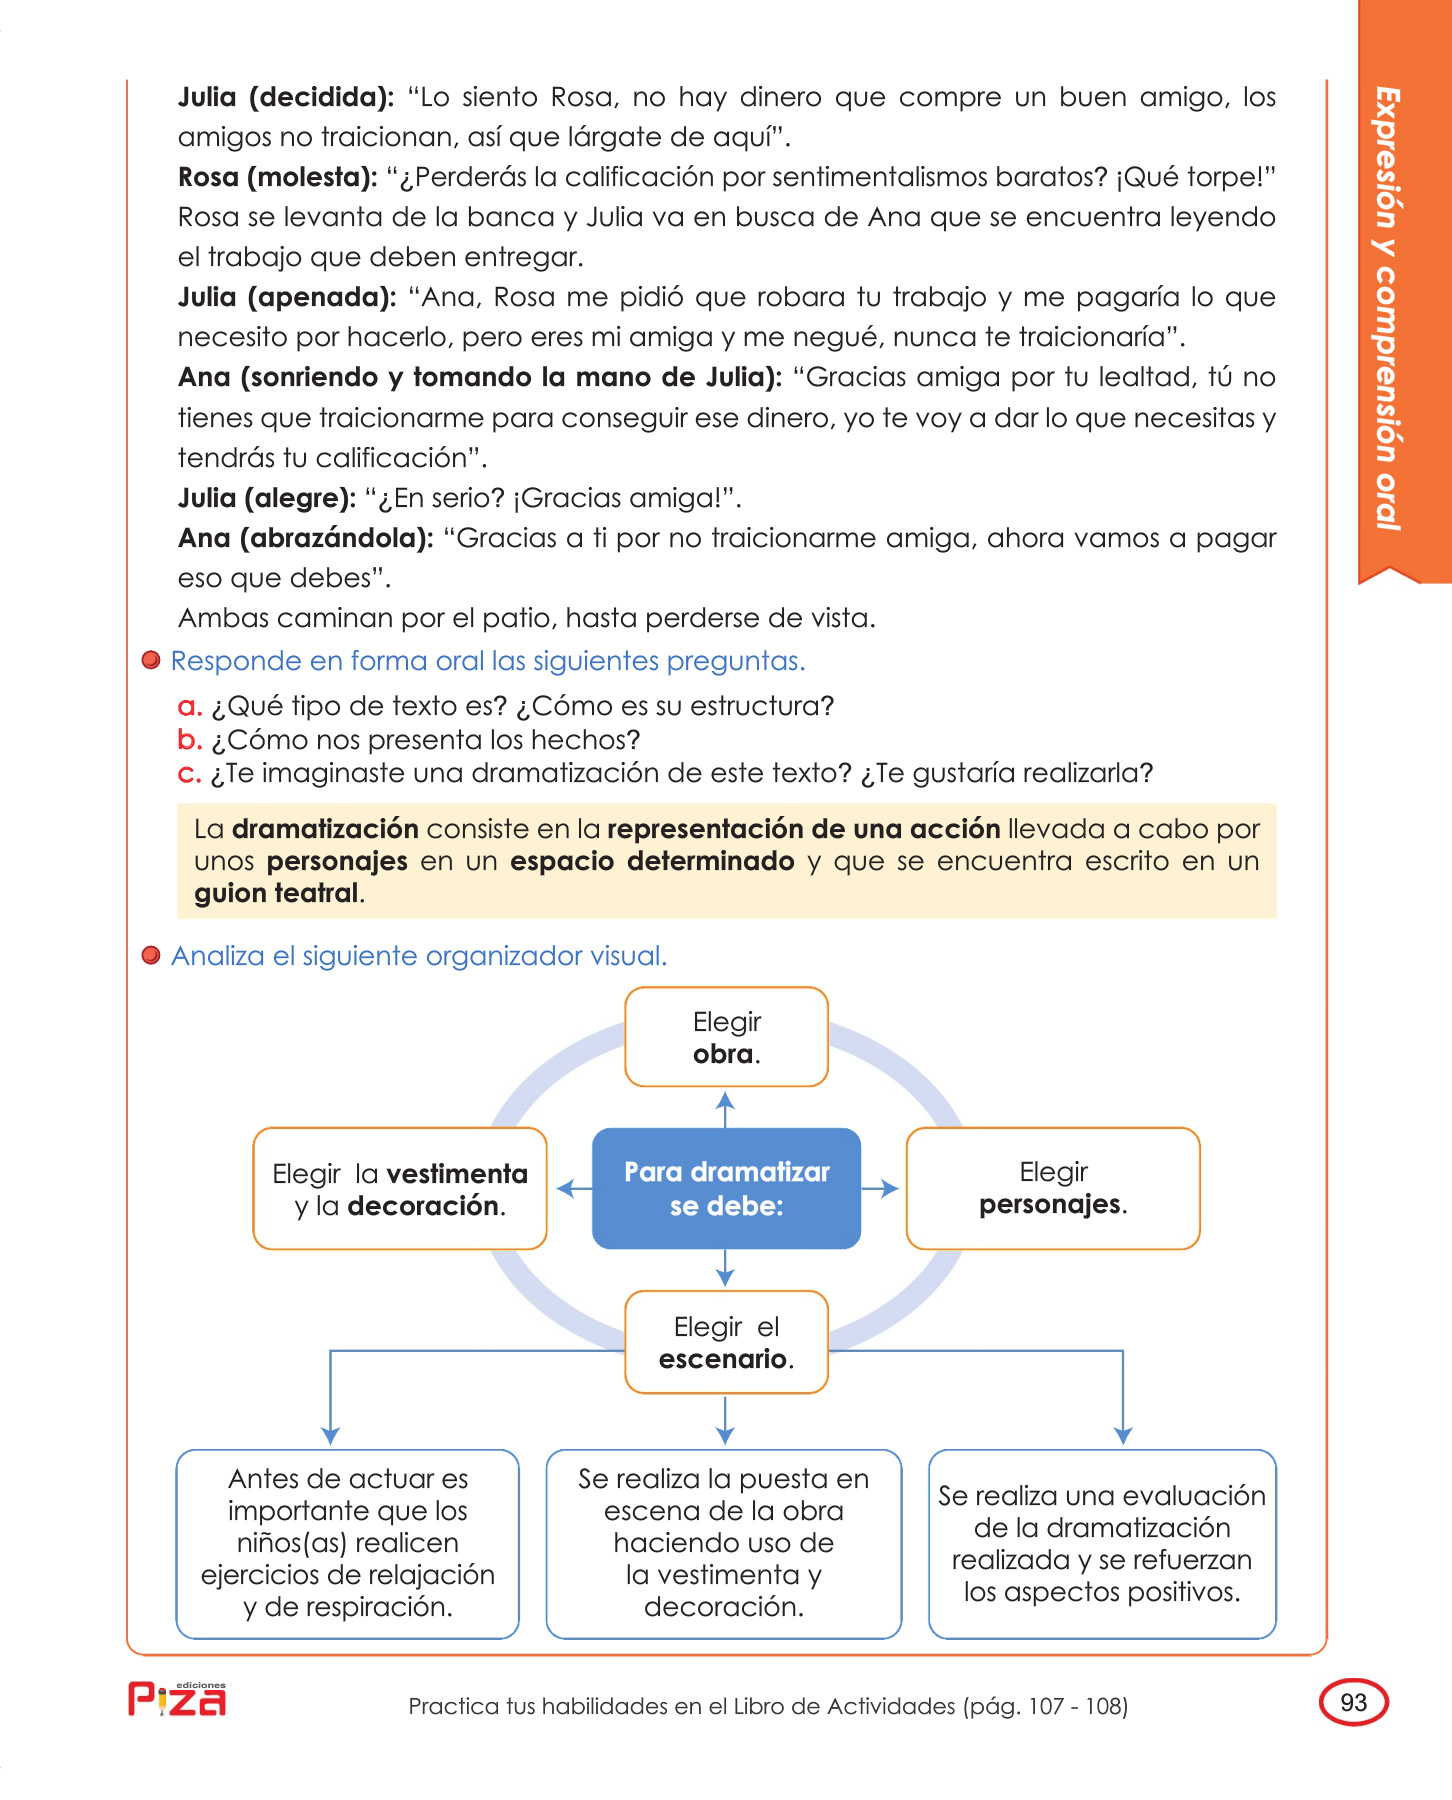 Expresión y comprensión oral
Julia (decidida): “Lo siento Rosa, no hay dinero que compre un buen amigo, los
amigos no traicionan, así que lárgate de aquí”.
Rosa (molesta): “¿Perderás la calificación por sentimentalismos baratos? ¡Qué torpe!”
Rosa se levanta de la banca y Julia va en busca de Ana que se encuentra leyendo
el trabajo que deben entregar.
Julia (apenada): “Ana, Rosa me pidió que robara tu trabajo y me pagaría lo que
necesito por hacerlo, pero eres mi amiga y me negué, nunca te traicionaría”.
Ana (sonriendo y tomando la mano de Julia): “Gracias amiga por tu lealtad, tú no
tienes que traicionarme para conseguir ese dinero, yo te voy a dar lo que necesitas y
tendrás tu calificación”.
Julia (alegre): “¿En serio? ¡Gracias amiga!”.
Ana (abrazándola): “Gracias a ti por no traicionarme amiga, ahora vamos a pagar
eso que debes”.
Ambas caminan por el patio, hasta perderse de vista.
Responde en forma oral las siguientes preguntas.
a. ¿Qué tipo de texto es? ¿Cómo es su estructura?
b. ¿Cómo nos presenta los hechos?
c. ¿Te imaginaste una dramatización de este texto? ¿Te gustaría realizarla?
La dramatización consiste en la representación de una acción llevada a cabo por
unos personajes en un espacio determinado y que se encuentra escrito en un
guion teatral.
Analiza el siguiente organizador visual.
Elegir
obra.
Elegir la vestimenta
y la decoración.
Para dramatizar
se debe:
Elegir
personajes.
Elegir el
escenario.
Antes de actuar es
importante que los
niños(as) realicen
ejercicios de relajación
y de respiración.
Se realiza la puesta en
escena de la obra
haciendo uso de
la vestimenta y
decoración.
Se realiza una evaluación
de la dramatización
realizada y se refuerzan
los aspectos positivos.
ediciones
Piza
Practica tus habilidades en el Libro de Actividades (pág. 107 - 108)
93